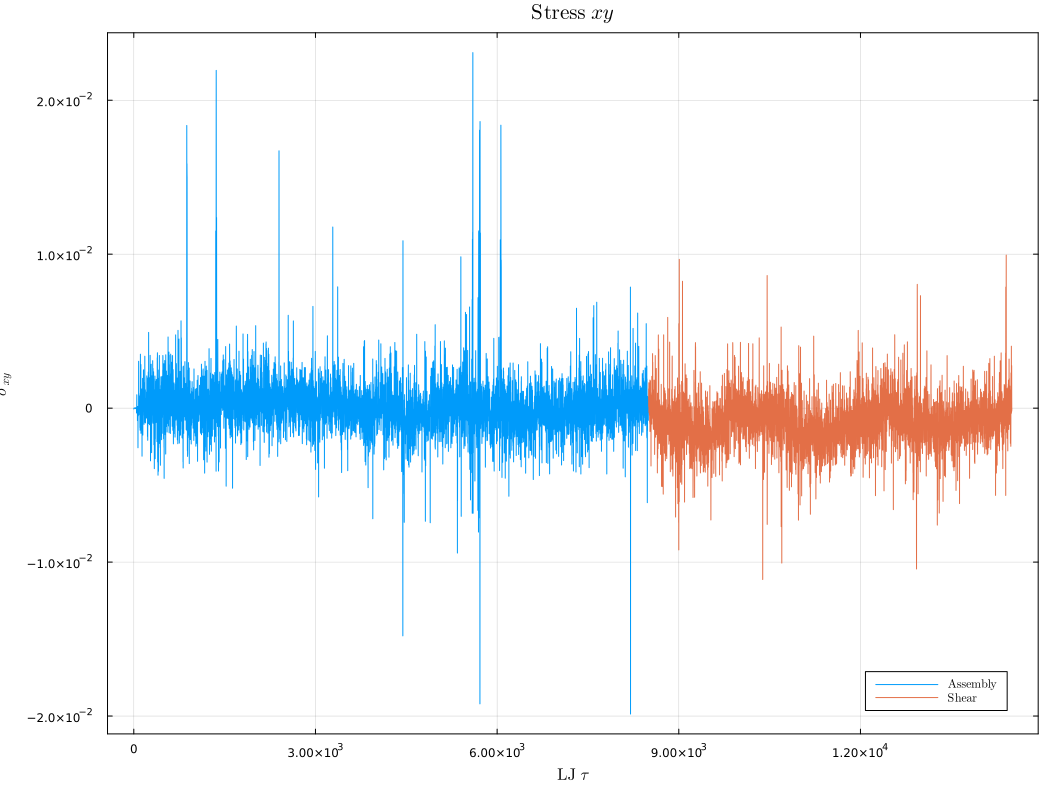 Stress xy
2.0×10⁻²
1.0×10⁻²
0
−1.0×10⁻²
−2.0×10⁻²
σ xy
0 3.00×10³ 6.00×10³ 9.00×10³ 1.20×10⁴
LJ τ
Assembly
Shear